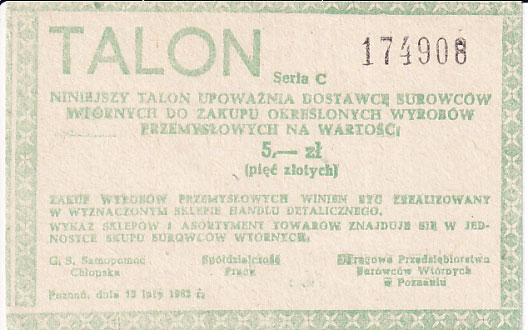 TALON
Seria C
174908
NINIEJSZY TALON UPOWAŻNIA DOSTAWCĘ SUROWCÓW
WTÓRNYCH DO ZAKUPU OKREŚLONYCH WYROBÓW
PRZEMYSŁOWYCH NA WARTOŚĆ:
5,— zł
(pięć złotych)
ZAKUP WYROBÓW PRZEMYSŁOWYCH WINIEN BYĆ ZREALIZOWANY
W WYZNACZONYM SKLEPIE HANDLU DETALICZNEGO.
WYKAZ SKLEPÓW I ASORTYMENT TOWARÓW ZNAJDUJE SIĘ W JED-
NOSTCE SKUPU SUROWCÓW WTÓRNYCH.
G. S. Samopomoc
Chłopska
Spółdzielczość
Pracy
Okręgowe Przedsiębiorstwo
Surowców Wtórnych
w Poznaniu
Poznań, dnia 12 luty 1962 r.